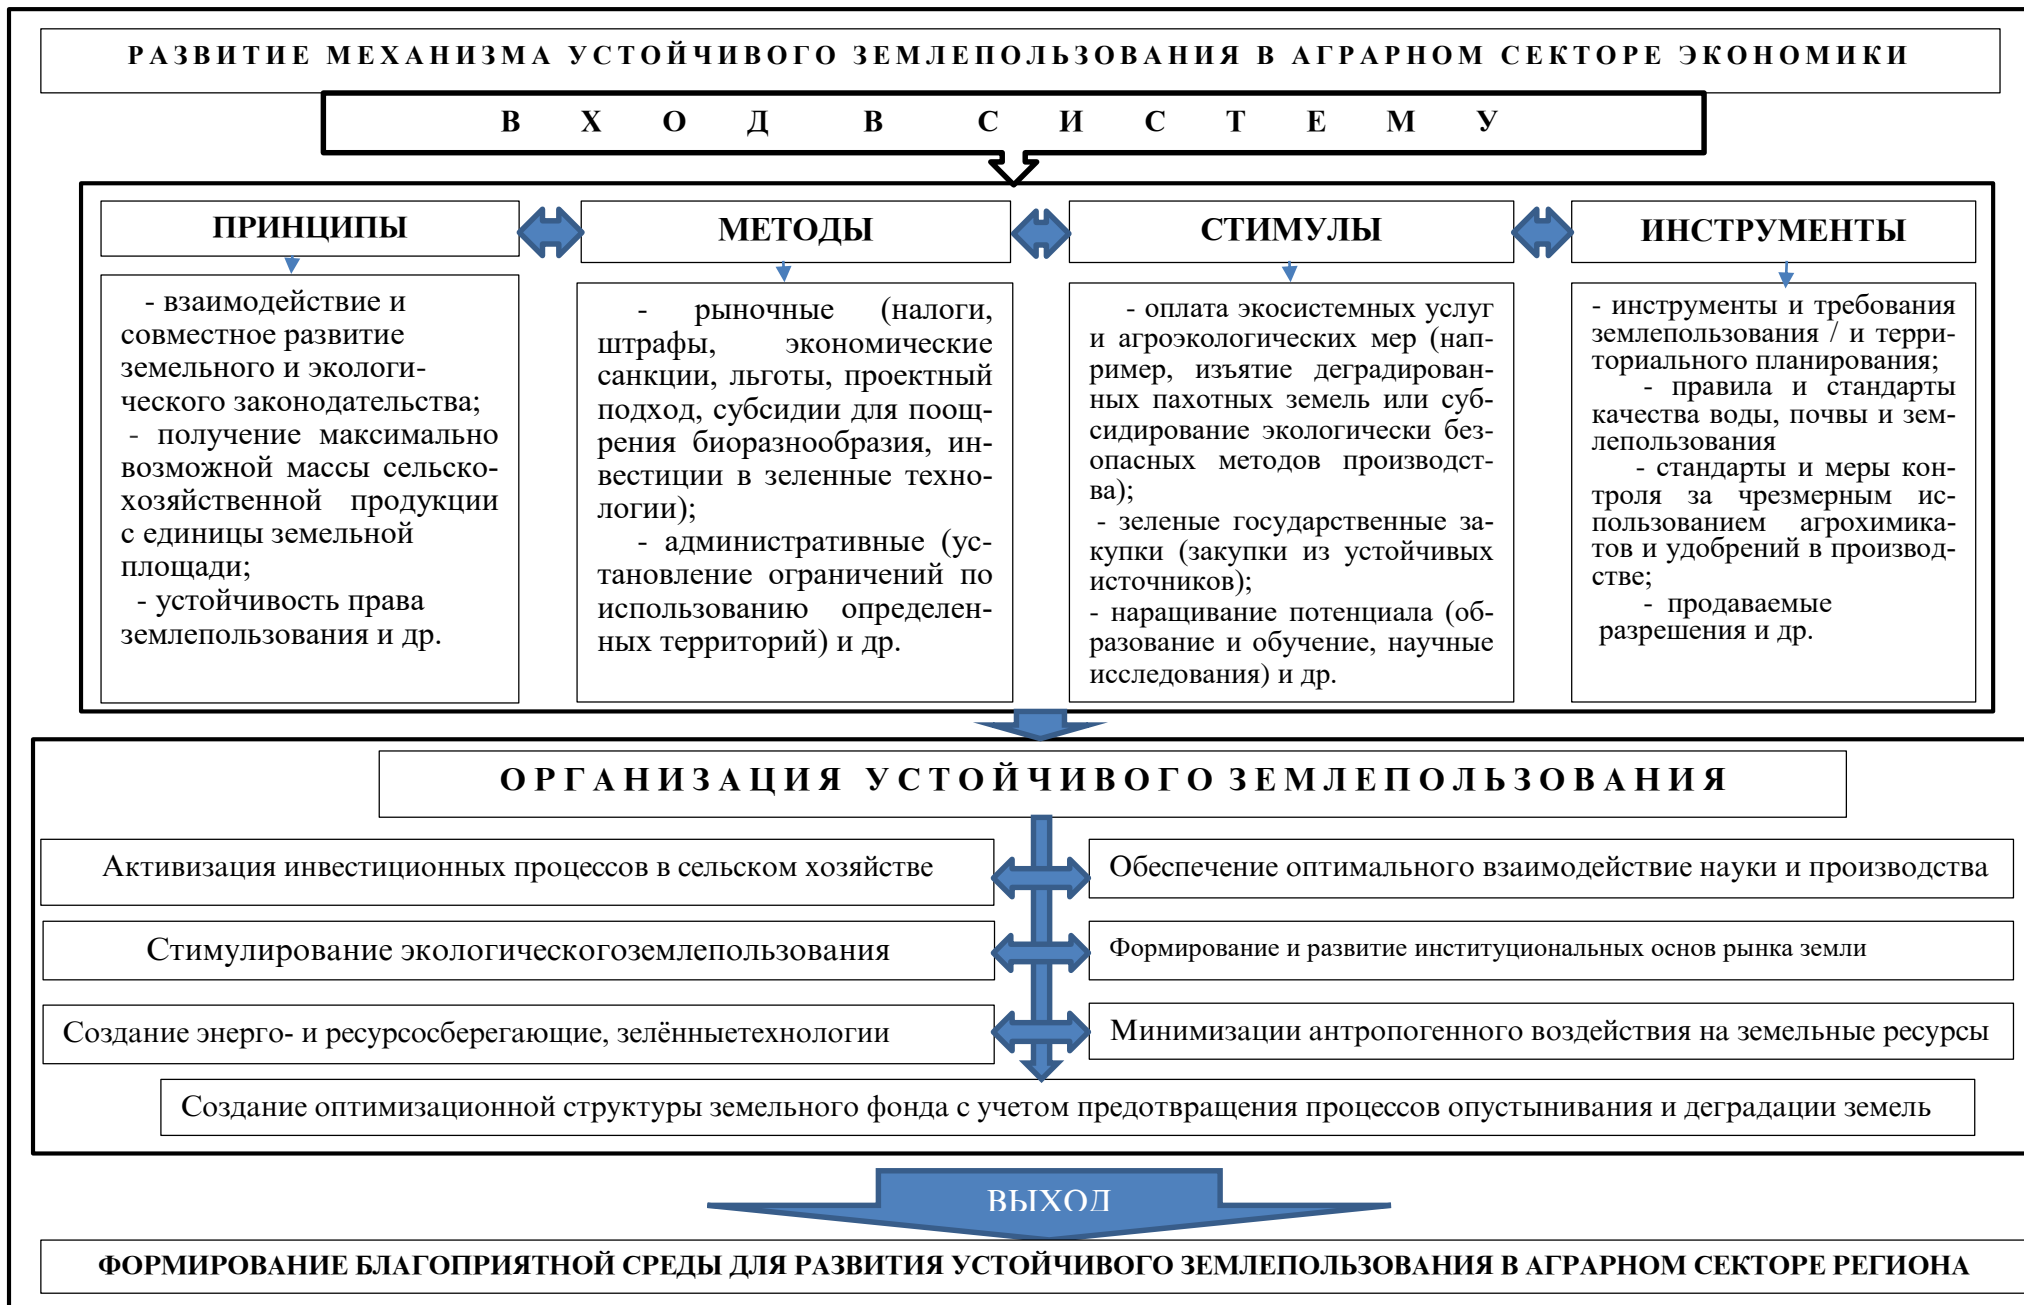 РАЗВИТИЕ МЕХАНИЗМА УСТОЙЧИВОГО ЗЕМЛЕПОЛЬЗОВАНИЯ В АГРАРНОМ СЕКТОРЕ ЭКОНОМИКИ
ВХОД В СИСТЕМУ
ПРИНЦИПЫ
- взаимодействие и
совместное развитие
земельного и экологи-
ческого законодательства;
- получение максимально
возможной массы сельско-
хозяйственной продукции
с единицы земельной
площади;
- устойчивость права
землепользования и др.
МЕТОДЫ
- рыночные (налоги,
штрафы, экономические
санкции, льготы, проектный
подход, субсидии для поощ-
рения биоразнообразия, ин-
вестиции в зеленные техно-
логии);
- административные (ус-
тановление ограничений по
использованию определен-
ных территорий) и др.
СТИМУЛЫ
- оплата экосистемных услуг
и агроэкологических мер (нап-
ример, изъятие деградирован-
ных пахотных земель или суб-
сидирование экологически без-
опасных методов производст-
ва);
- зеленые государственные за-
купки (закупки из устойчивых
источников);
- наращивание потенциала (об-
разование и обучение, научные
исследования) и др.
ИНСТРУМЕНТЫ
- инструменты и требования
землепользования / и терри-
ториального планирования;
- правила и стандарты
качества воды, почвы и зем-
лепользования
- стандарты и меры кон-
троля за чрезмерным ис-
пользованием агрохимика-
тов и удобрений в производ-
стве;
- продаваемые
разрешения и др.
ОРГАНИЗАЦИЯ УСТОЙЧИВОГО ЗЕМЛЕПОЛЬЗОВАНИЯ
Активизация инвестиционных процессов в сельском хозяйстве
Обеспечение оптимального взаимодействие науки и производства
Стимулирование экологическогоземлепользования
Формирование и развитие институциональных основ рынка земли
Создание энерго- и ресурсосберегающие, зелённыетехнологии
Минимизации антропогенного воздействия на земельные ресурсы
Создание оптимизационной структуры земельного фонда с учетом предотвращения процессов опустынивания и деградации земель
ВЫХОД
ФОРМИРОВАНИЕ БЛАГОПРИЯТНОЙ СРЕДЫ ДЛЯ РАЗВИТИЯ УСТОЙЧИВОГО ЗЕМЛЕПОЛЬЗОВАНИЯ В АГРАРНОМ СЕКТОРЕ РЕГИОНА